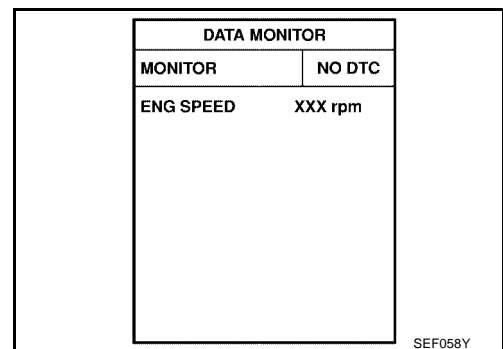 DATA MONITOR
MONITOR NO DTC
ENG SPEED XXX rpm
SEF058Y